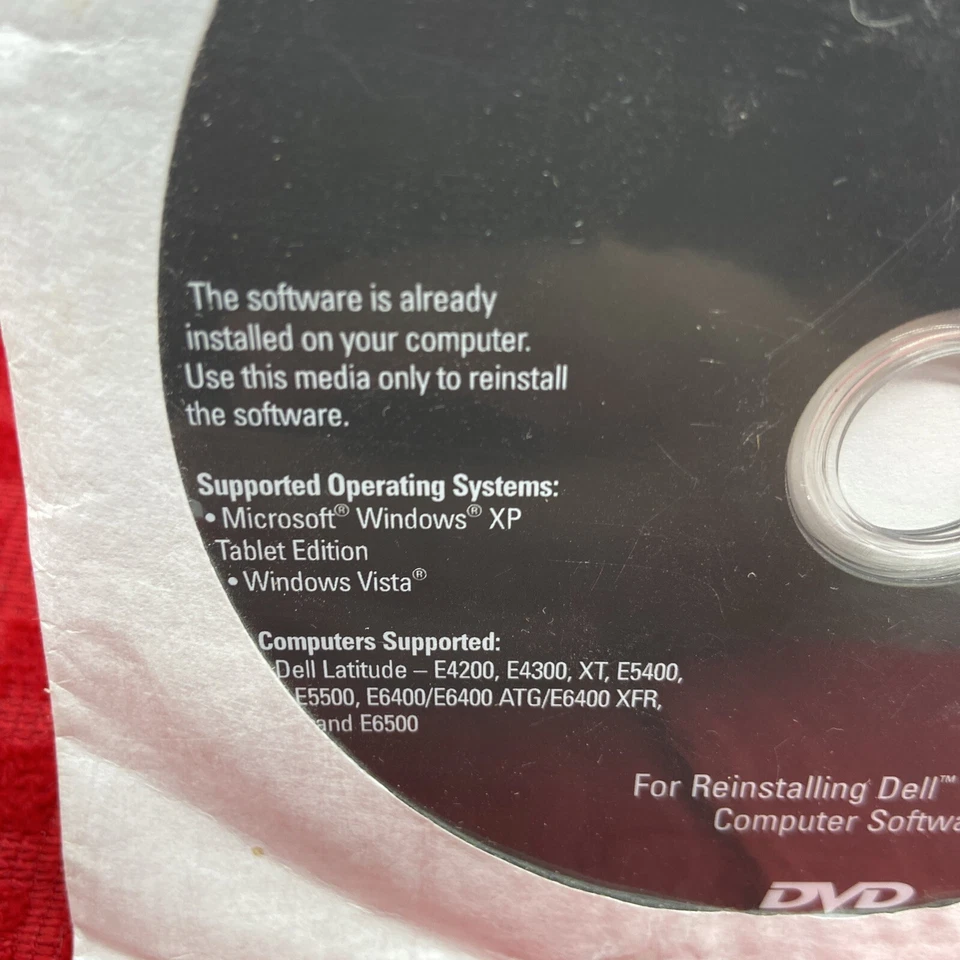 The software is already
installed on your computer.
Use this media only to reinstall
the software.
Supported Operating Systems:
• Microsoft® Windows® XP
Tablet Edition
• Windows Vista®
Computers Supported:
Dell Latitude – E4200, E4300, XT, E5400,
E5500, E6400/E6400 ATG/E6400 XFR,
and E6500
For Reinstalling Dell™
Computer Softwa
DVD